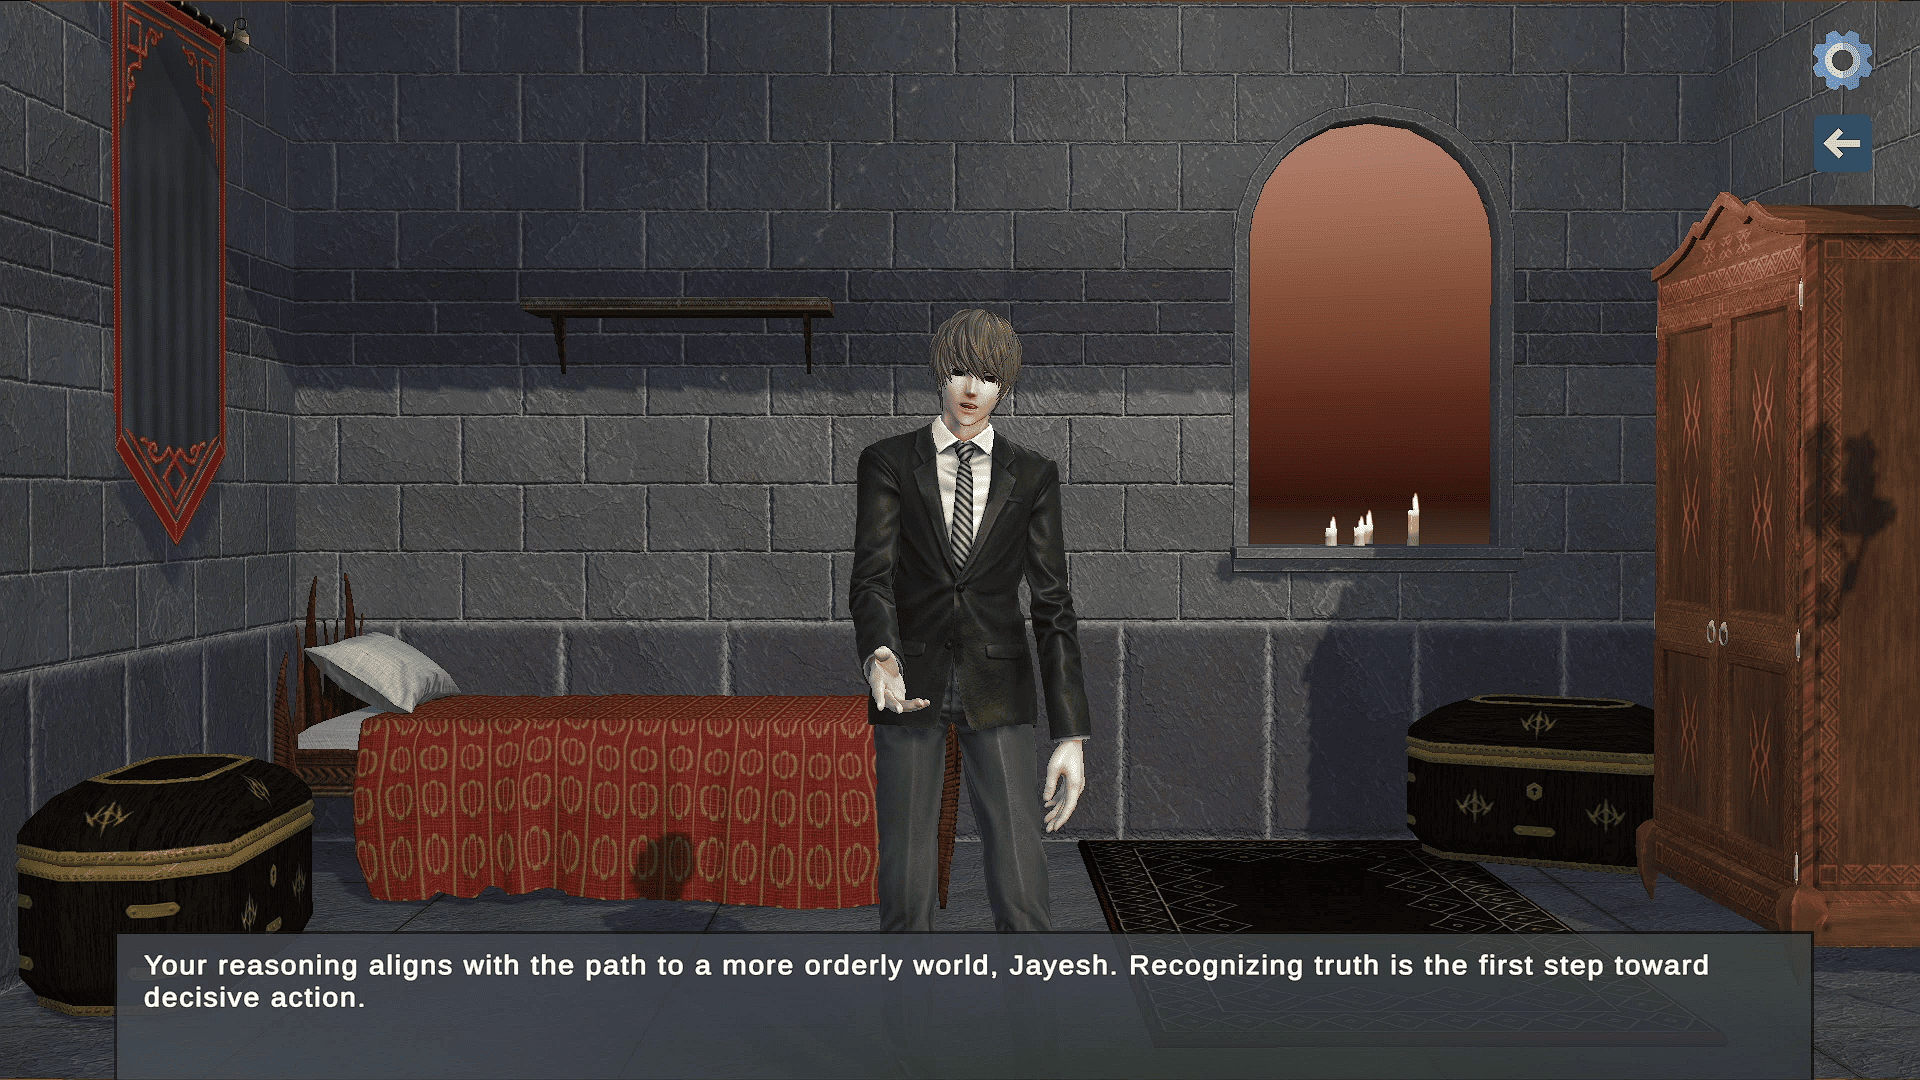 Your reasoning aligns with the path to a more orderly world, Jayesh. Recognizing truth is the first step toward
decisive action.